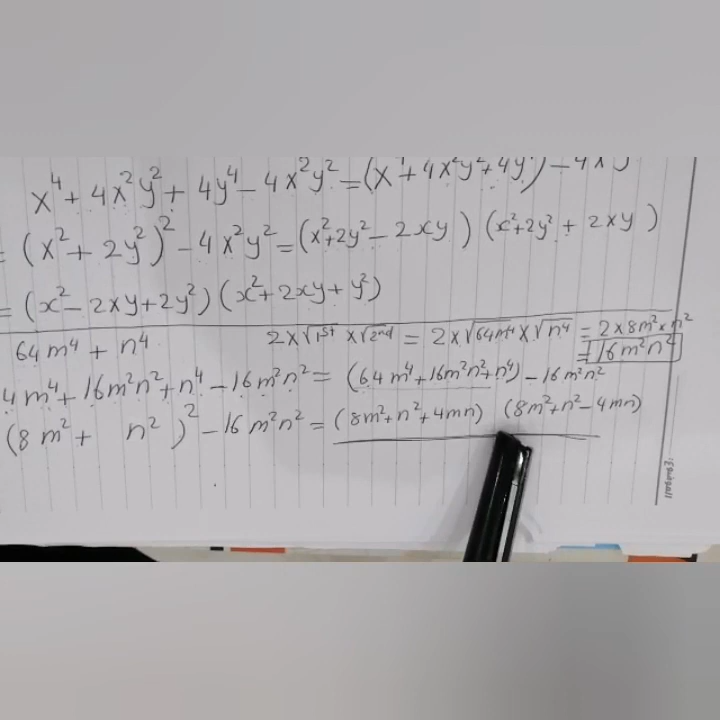 x⁴ + 4x²y² + 4y⁴ - 4x²y² = (x⁴ + 4x²y² + 4y⁴) - 4x²y²
= (x² + 2y²)² - 4x²y² = (x²+2y² - 2xy) (x²+2y² + 2xy)
= (x² - 2xy + 2y²) (x² + 2xy + y²)
64m⁴ + n⁴ 2 × √1st × √2nd = 2 × √64m⁴ × √n⁴ = 2 × 8m² × n²
= 16m²n²
4m⁴ + 16m²n² + n⁴ - 16m²n² = (64m⁴ + 16m²n² + n⁴) - 16m²n²
(8m² + n²)² - 16m²n² = (8m² + n² + 4mn) (8m² + n² - 4mn)